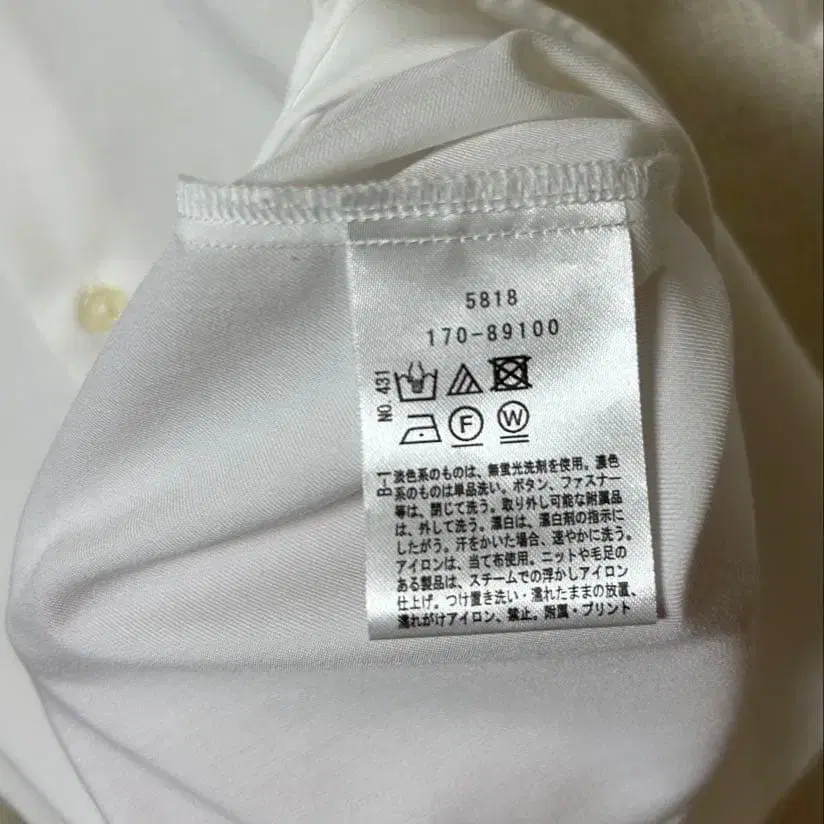 5818
170-89100
NO.431
F
W
B-1
淡色系のものは、無蛍光洗剤を使用。濃色
系のものは単品洗い。ボタン、ファスナー
等は、閉じて洗う。取り外し可能な附属品
は、外して洗う。漂白は、漂白剤の指示に
したがう。汗をかいた場合、速やかに洗う。
アイロンは、当て布使用。ニットや毛足の
ある製品は、スチームでの浮かしアイロン
仕上げ。つけ置き洗い・濡れたままの放置、
濡れがけアイロン、禁止。附属・プリント